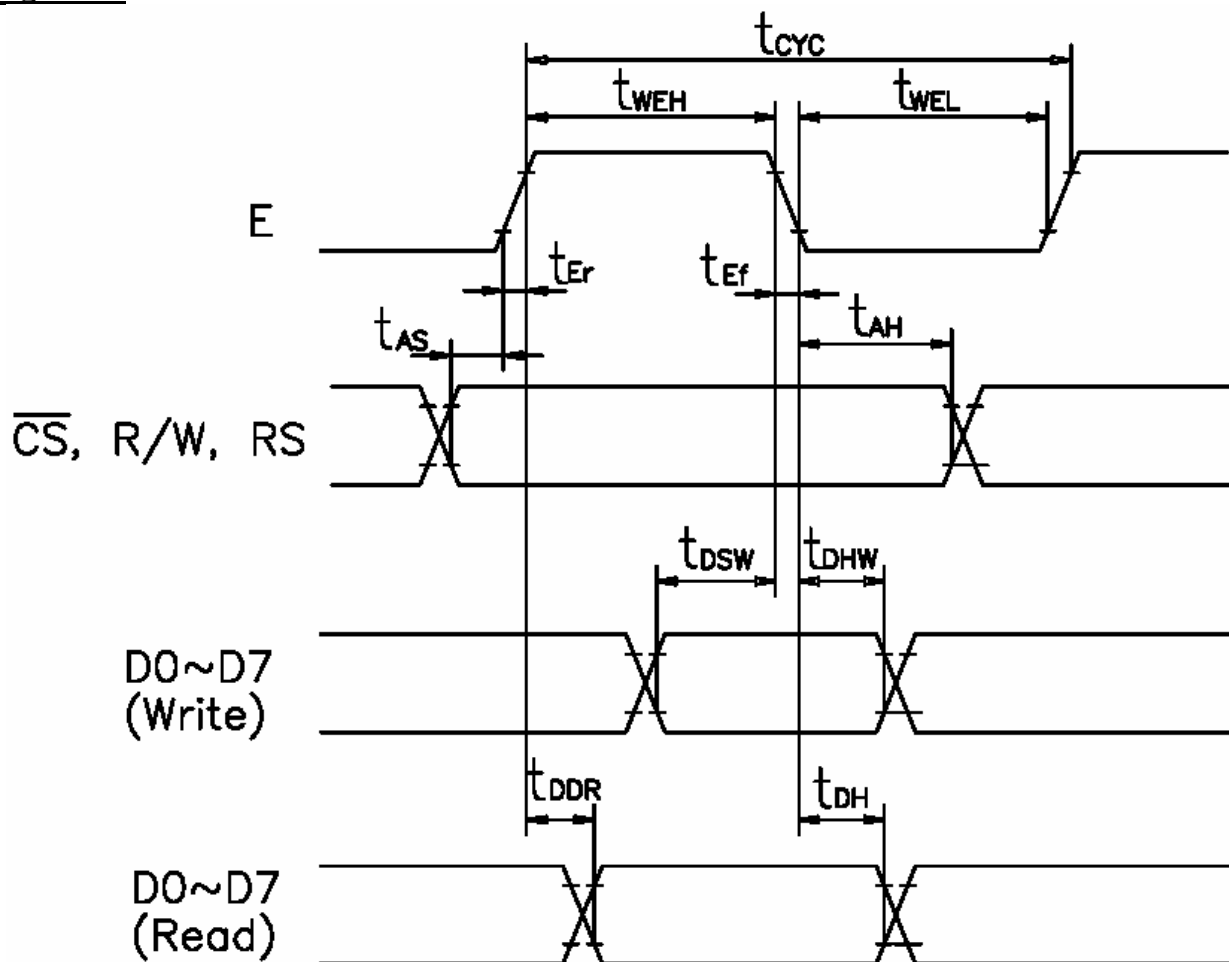 tCYC
tWEH
tWEL
E
tEr
tEf
tAS
tAH
CS, R/W, RS
tDSW
tDHW
D0~D7
(Write)
tDDR
tDH
D0~D7
(Read)